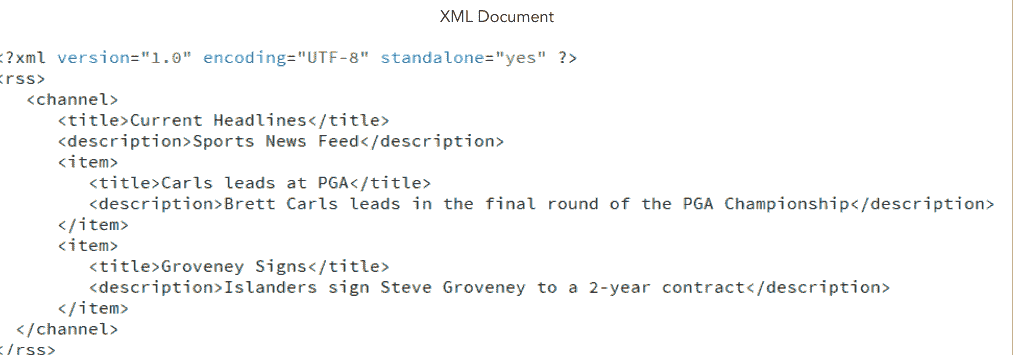 XML Document
<?xml version="1.0" encoding="UTF-8" standalone="yes" ?>
<rss>
<channel>
<title>Current Headlines</title>
<description>Sports News Feed</description>
<item>
<title>Carls leads at PGA</title>
<description>Brett Carls leads in the final round of the PGA Championship</description>
</item>
<item>
<title>Groveney Signs</title>
<description>Islanders sign Steve Groveney to a 2-year contract</description>
</item>
</channel>
</rss>